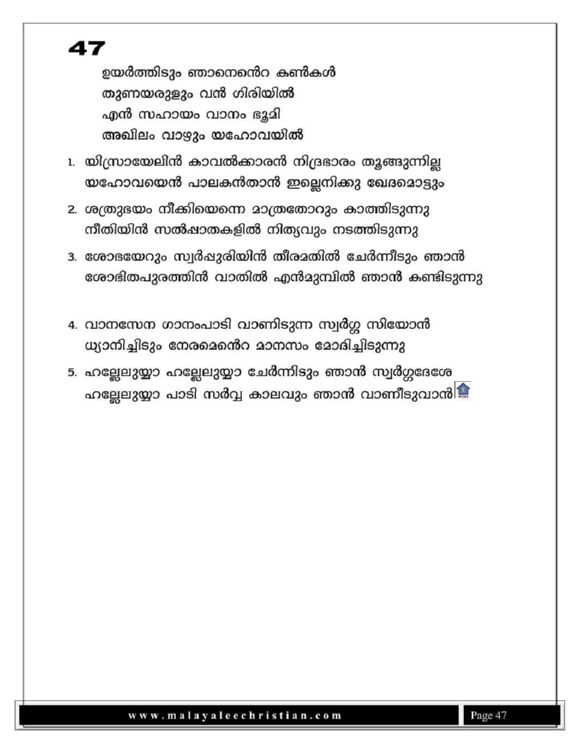 47
ഉയർത്തിടും ഞാനെന്റെ കൺകൾ
തുണയരുളും വൻ ഗിരിയിൽ
എൻ സഹായം വാനം ഭൂമി
അഖിലം വാഴും യഹോവയിൽ
1. യിസ്രായേലിൻ കാവൽക്കാരൻ നിദ്രഭാരം തൂങ്ങുന്നില്ല
യഹോവയെൻ പാലകൻതാൻ ഇല്ലെനിക്കു ഖേദമൊട്ടും
2. ശത്രുഭയം നീക്കിയെന്നെ മാത്രതോറും കാത്തിടുന്നു
നീതിയിൻ സൽപ്പാതകളിൽ നിത്യവും നടത്തിടുന്നു
3. ശോഭയേറും സ്വർപ്പുരിയിൻ തീരമതിൽ ചേർന്നീടും ഞാൻ
ശോഭിതപുരത്തിൻ വാതിൽ എൻമുമ്പിൽ ഞാൻ കണ്ടിടുന്നു
4. വാനസേന ഗാനംപാടി വാണിടുന്ന സ്വർഗ്ഗ സിയോൻ
ധ്യാനിച്ചിടും നേരമെന്റെ മാനസം മോദിച്ചിടുന്നു
5. ഹല്ലേലുയ്യാ ഹല്ലേലുയ്യാ ചേർന്നിടും ഞാൻ സ്വർഗ്ഗദേശേ
ഹല്ലേലുയ്യാ പാടി സർവ്വ കാലവും ഞാൻ വാണീടുവാൻ
www.malayaleechristian.com
Page 47